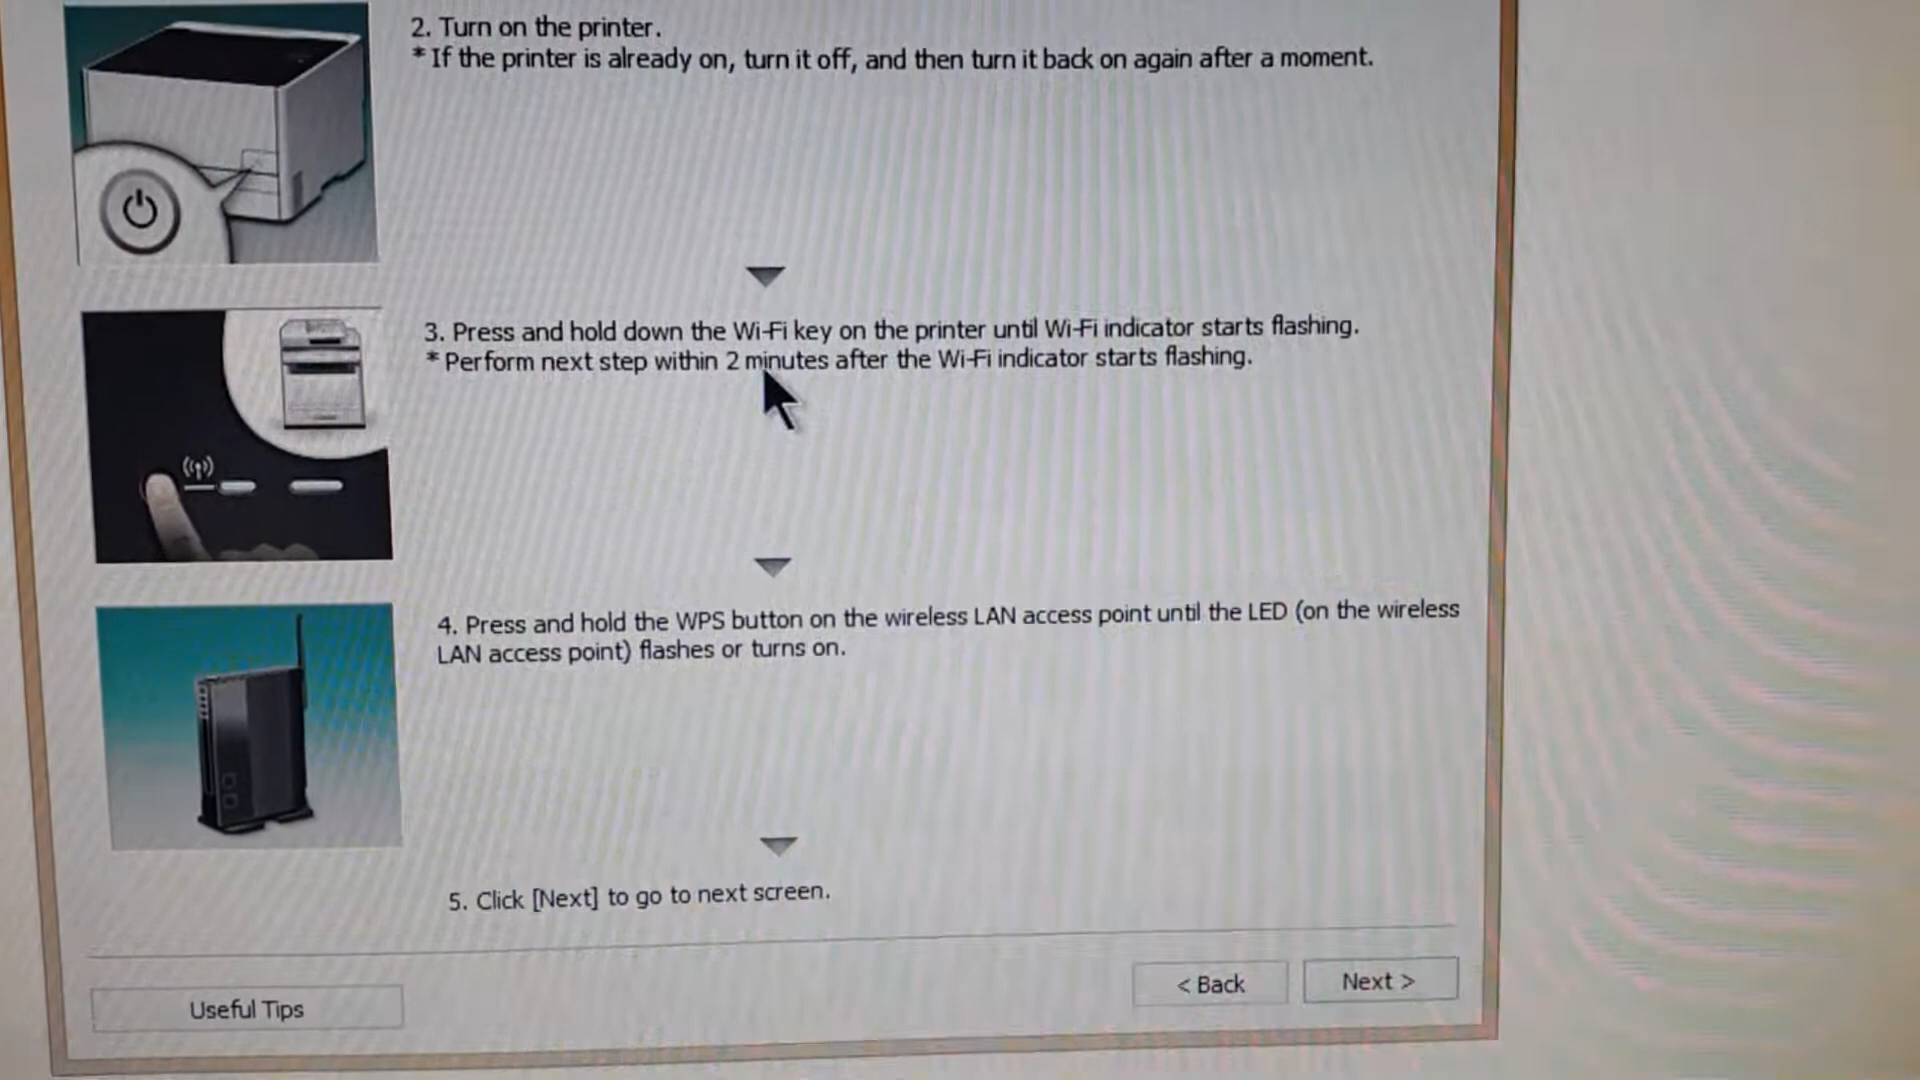 2. Turn on the printer.
* If the printer is already on, turn it off, and then turn it back on again after a moment.
3. Press and hold down the Wi-Fi key on the printer until Wi-Fi indicator starts flashing.
* Perform next step within 2 minutes after the Wi-Fi indicator starts flashing.
4. Press and hold the WPS button on the wireless LAN access point until the LED (on the wireless
LAN access point) flashes or turns on.
5. Click [Next] to go to next screen.
Useful Tips
< Back
Next >